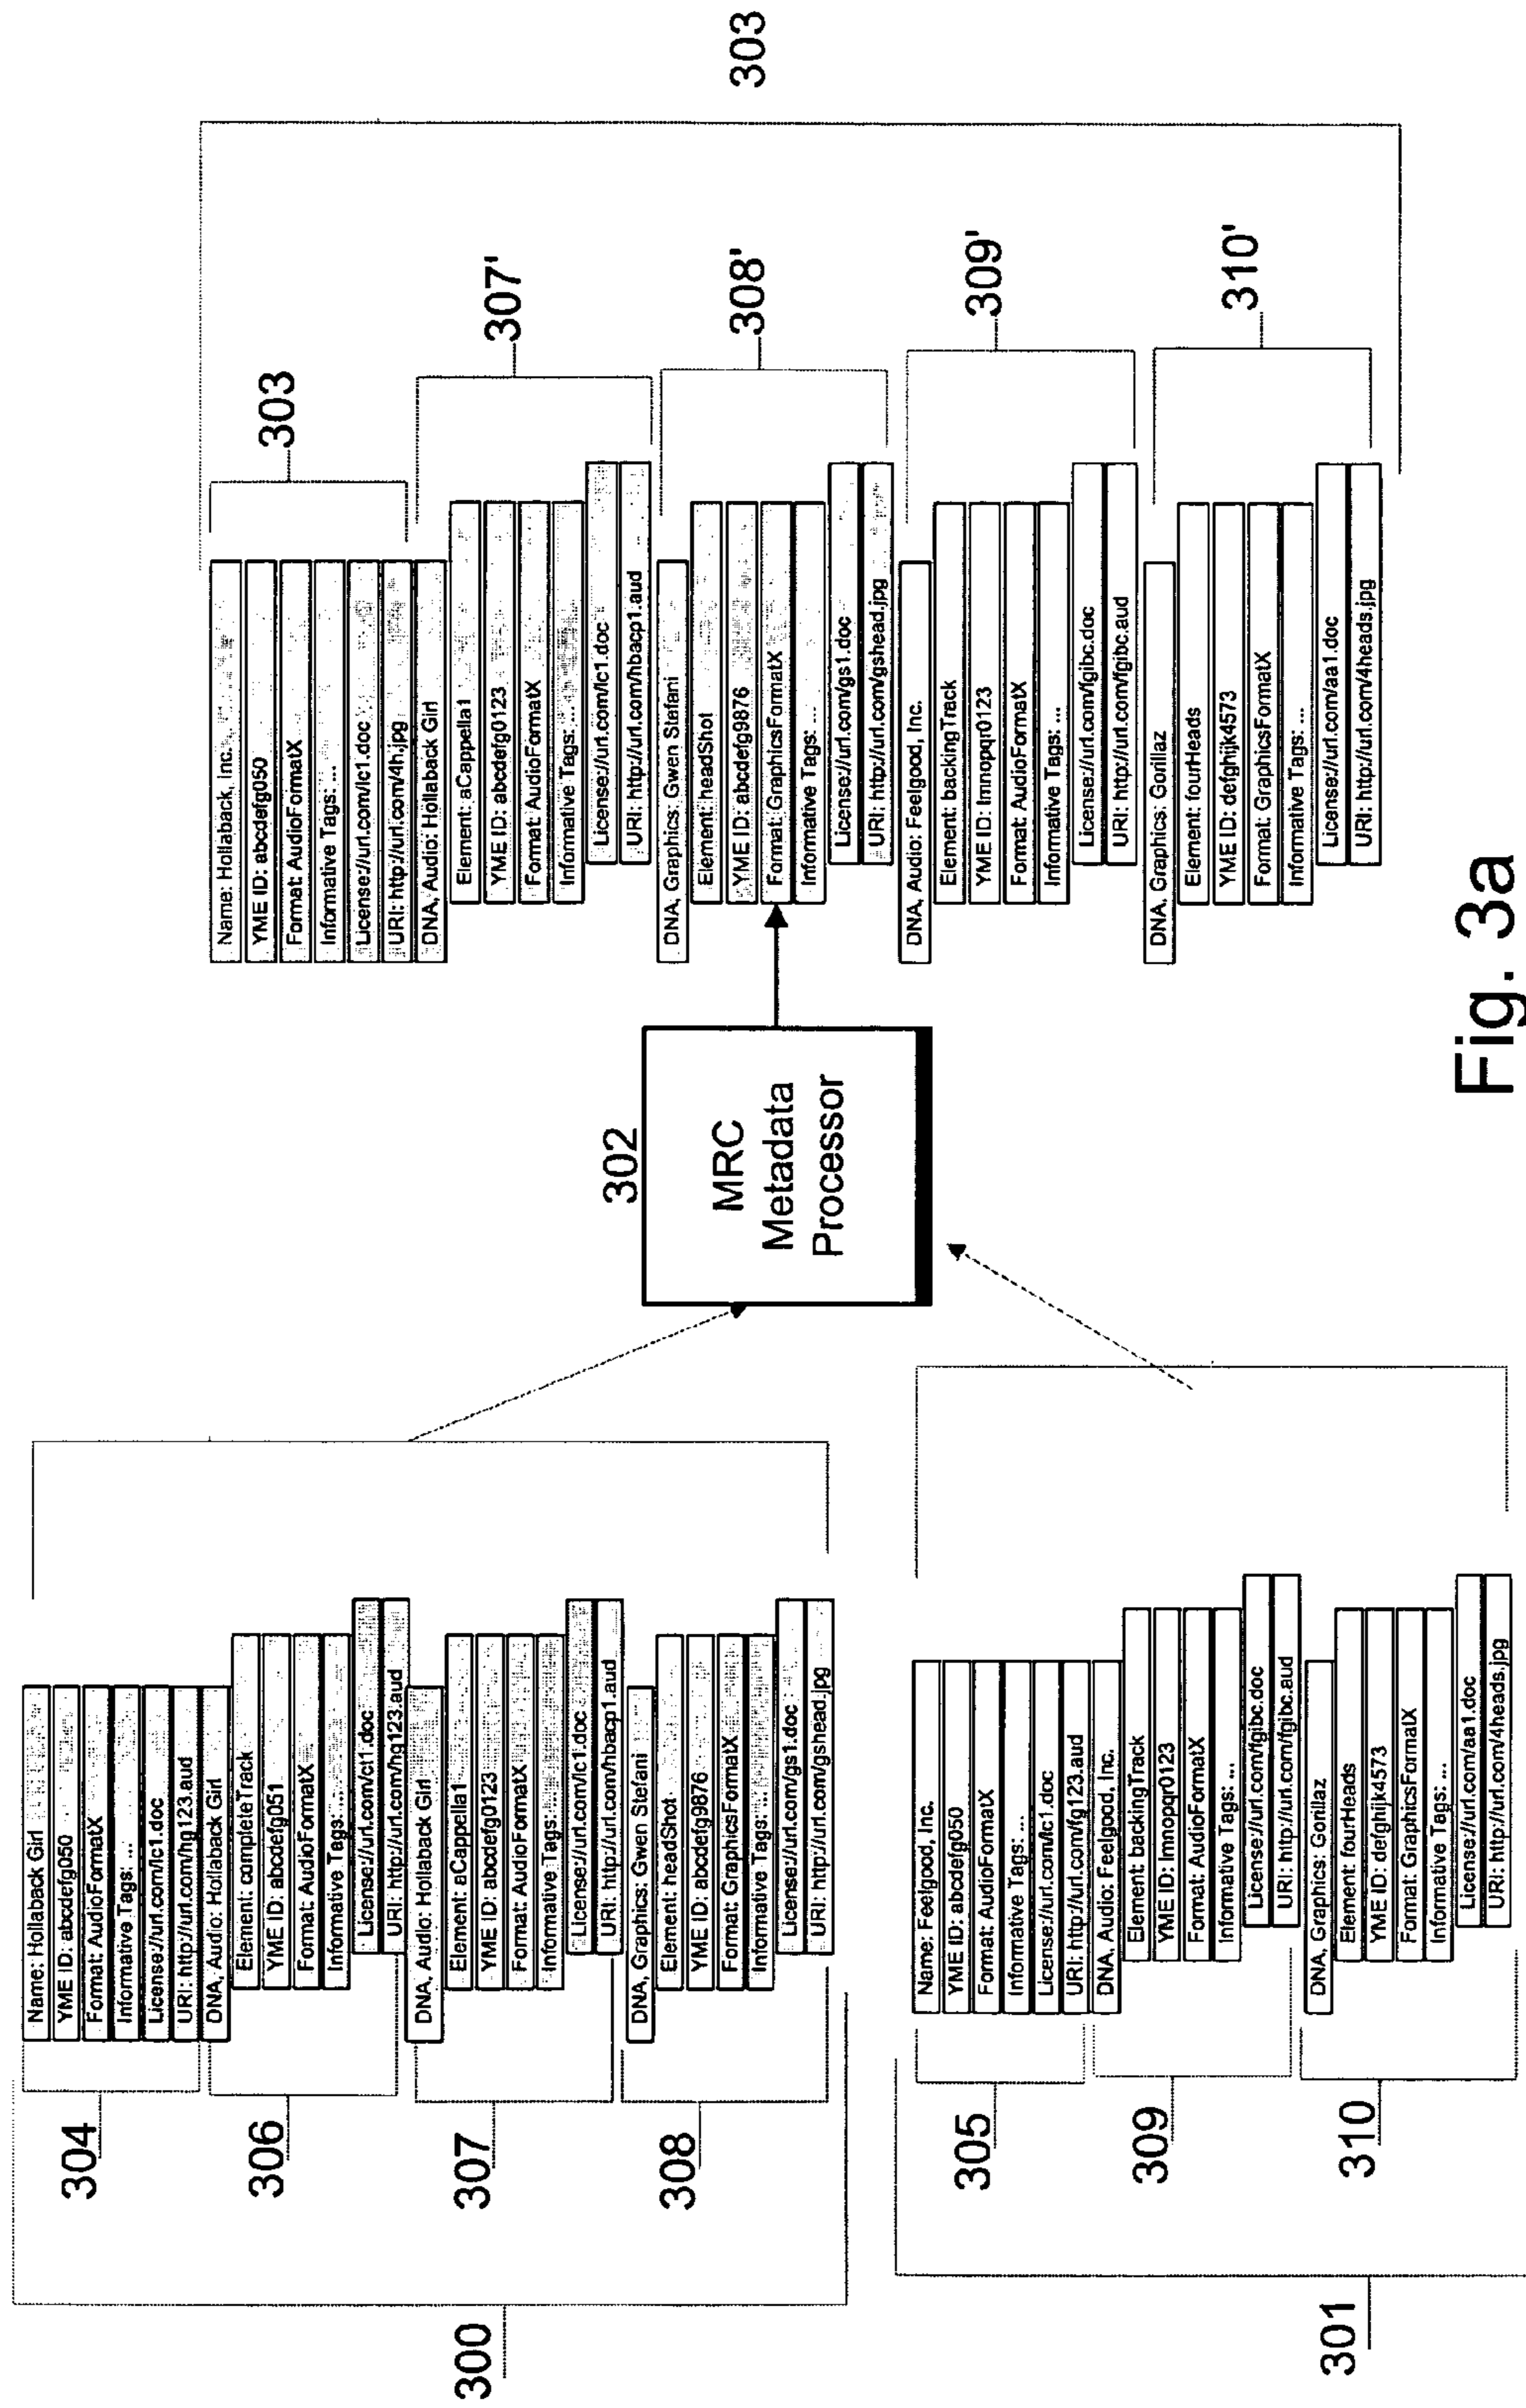 300
304
Name: Hollaback Girl
YME ID: abcdefg050
Format: AudioFormatX
Informative Tags: ...
License://url.com/lc1.doc
URI: http://url.com/hg123.aud
306
DNA, Audio: Hollaback Girl
Element: completeTrack
YME ID: abcdefg051
Format: AudioFormatX
Informative Tags: ...
License://url.com/ct1.doc
URI: http://url.com/hg123.aud
307
DNA, Audio: Hollaback Girl
Element: aCappella1
YME ID: abcdefg0123
Format: AudioFormatX
Informative Tags: ...
License://url.com/lc1.doc
URI: http://url.com/hbacp1.aud
308
DNA, Graphics: Gwen Stefani
Element: headShot
YME ID: abcdefg9876
Format: GraphicsFormatX
Informative Tags: ...
License://url.com/gs1.doc
URI: http://url.com/gshead.jpg
301
305
Name: Feelgood, Inc.
YME ID: abcdefg050
Format: AudioFormatX
Informative Tags: ...
License://url.com/lc1.doc
URI: http://url.com/fg123.aud
309
DNA, Audio: Feelgood, Inc.
Element: backingTrack
YME ID: lmnopqr0123
Format: AudioFormatX
Informative Tags: ...
License://url.com/fgibc.doc
URI: http://url.com/fgibc.aud
310
DNA, Graphics: Gorillaz
Element: fourHeads
YME ID: defghijk4573
Format: GraphicsFormatX
Informative Tags: ...
License://url.com/aa1.doc
URI: http://url.com/4heads.jpg
302
MRC
Metadata
Processor
303
303
Name: Hollaback, Inc.
YME ID: abcdefg050
Format: AudioFormatX
Informative Tags: ...
License://url.com/lc1.doc
URI: http://url.com/4h.jpg
307'
DNA, Audio: Hollaback Girl
Element: aCappella1
YME ID: abcdefg0123
Format: AudioFormatX
Informative Tags: ...
License://url.com/lc1.doc
URI: http://url.com/hbacp1.aud
308'
DNA, Graphics: Gwen Stefani
Element: headShot
YME ID: abcdefg9876
Format: GraphicsFormatX
Informative Tags: ...
License://url.com/gs1.doc
URI: http://url.com/gshead.jpg
309'
DNA, Audio: Feelgood, Inc.
Element: backingTrack
YME ID: lmnopqr0123
Format: AudioFormatX
Informative Tags: ...
License://url.com/fgibc.doc
URI: http://url.com/fgibc.aud
310'
DNA, Graphics: Gorillaz
Element: fourHeads
YME ID: defghijk4573
Format: GraphicsFormatX
Informative Tags: ...
License://url.com/aa1.doc
URI: http://url.com/4heads.jpg
Fig. 3a